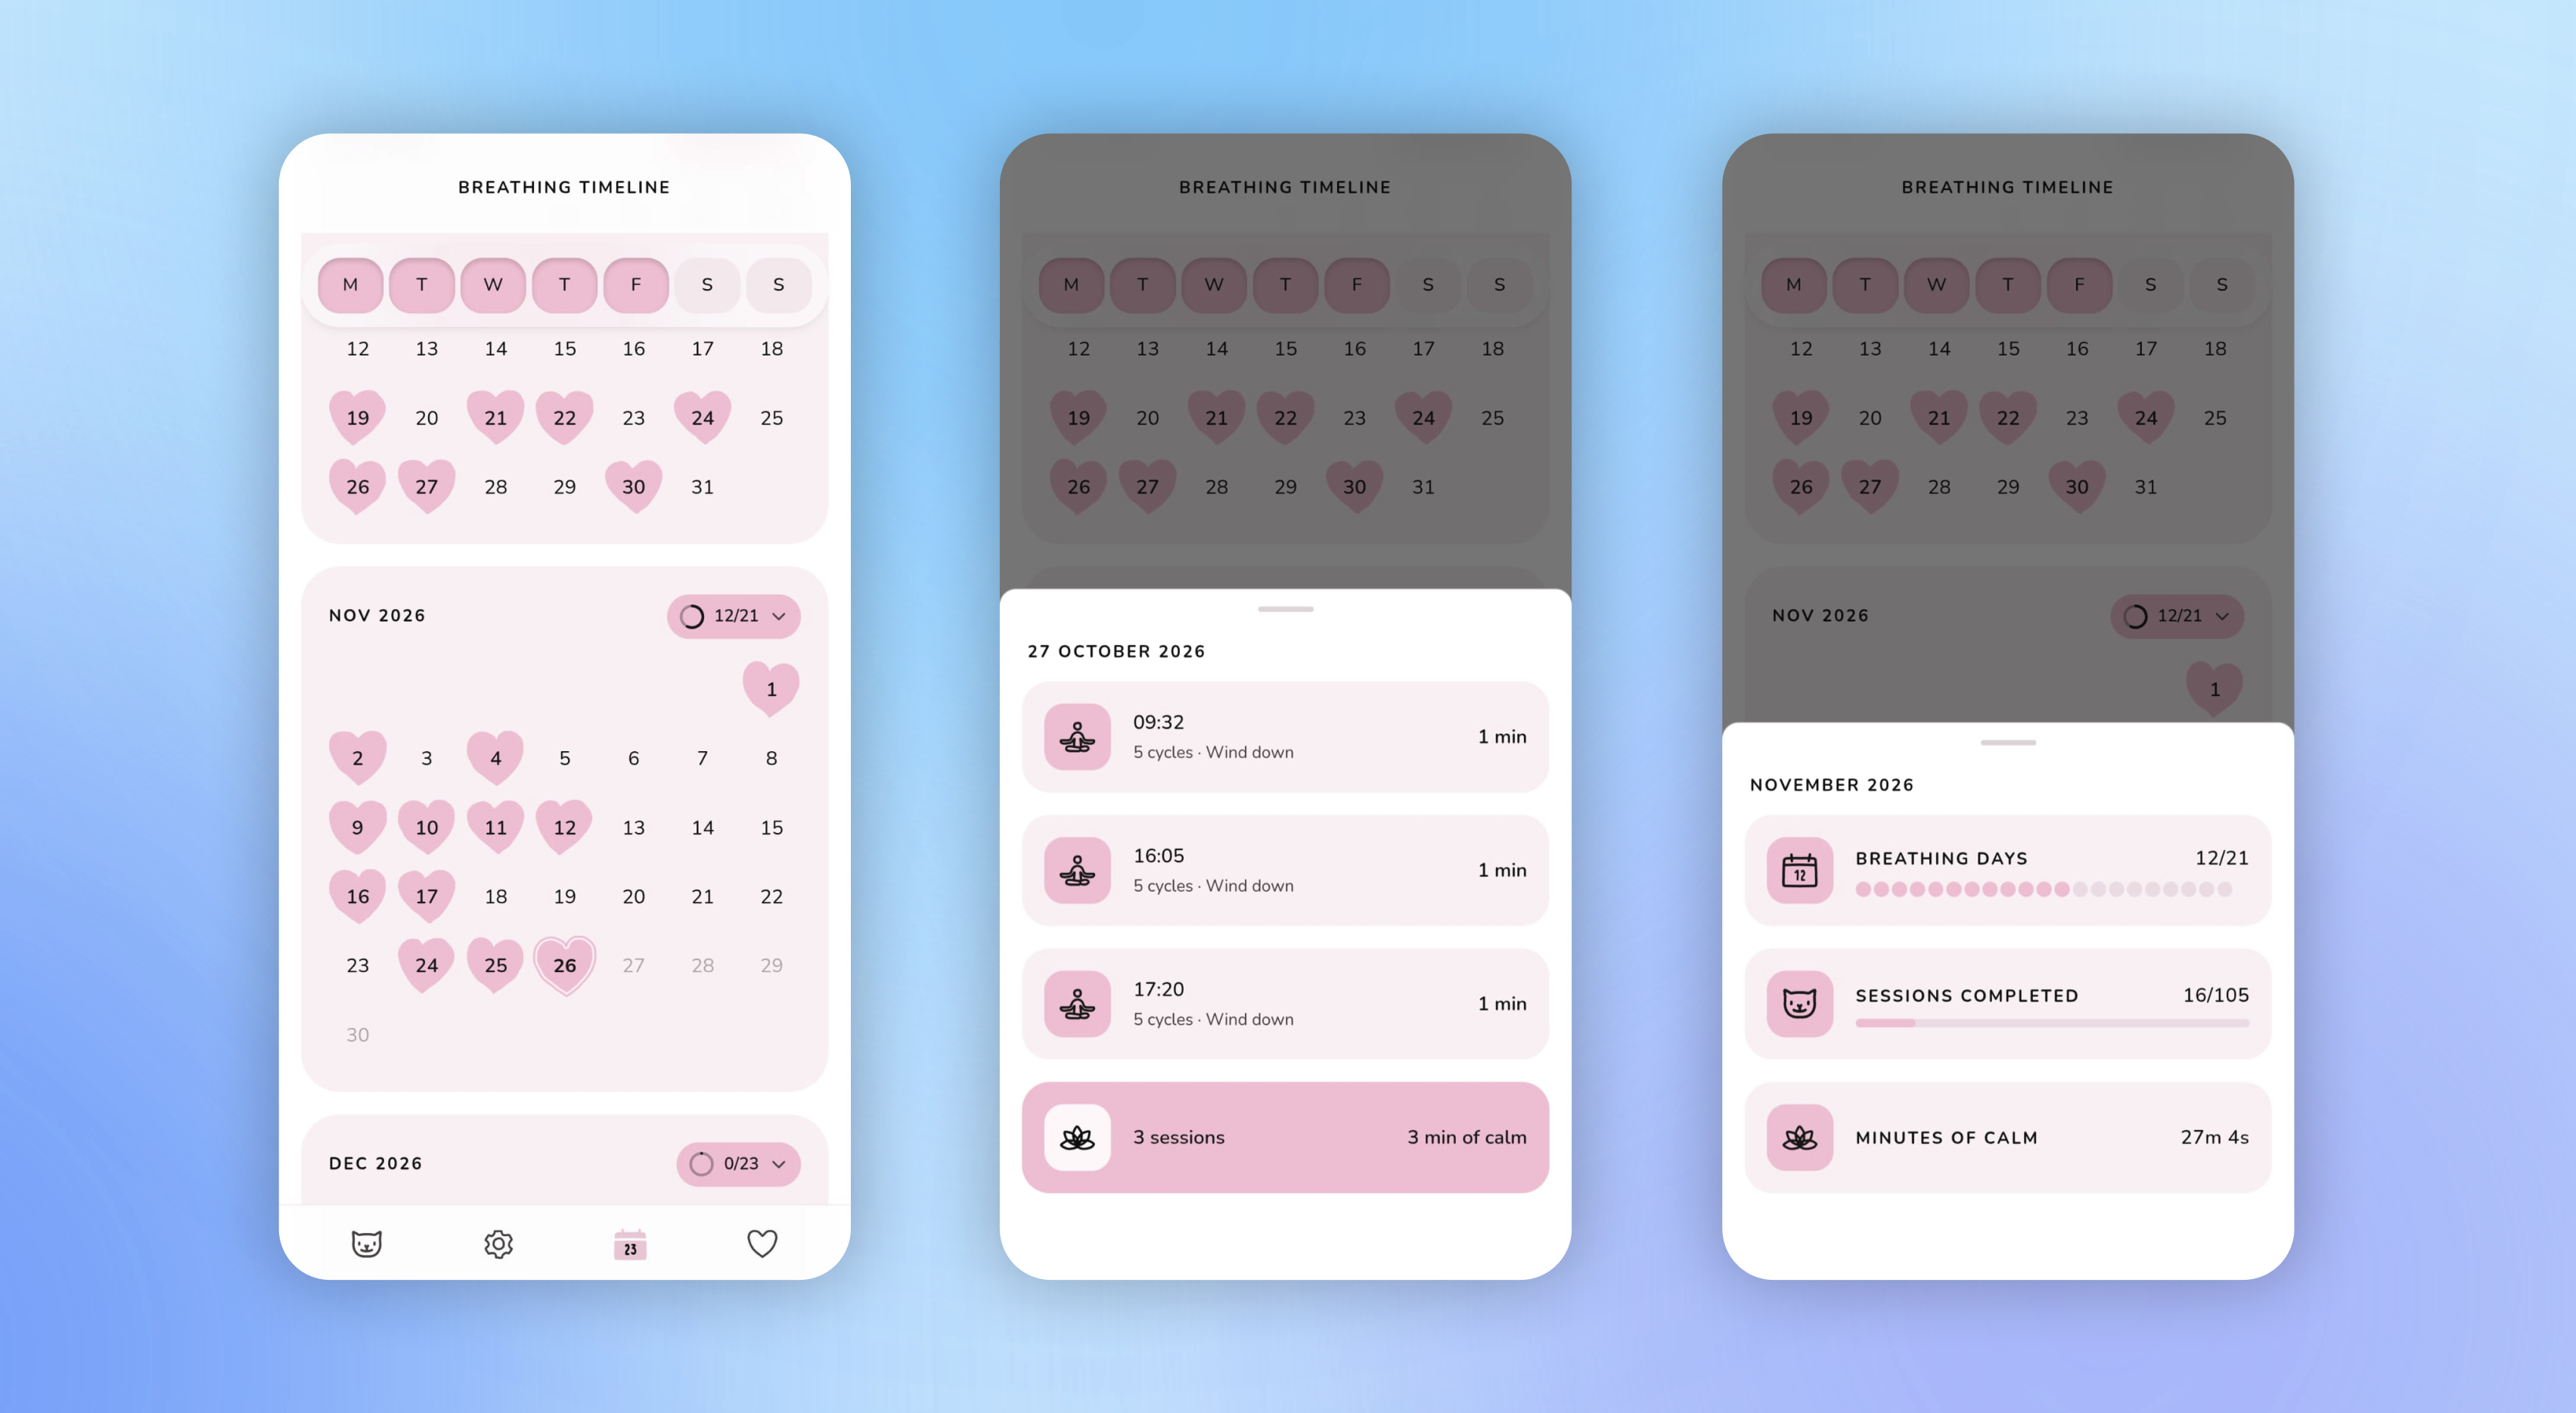 BREATHING TIMELINE
M T W T F S S
12 13 14 15 16 17 18
19 20 21 22 23 24 25
26 27 28 29 30 31
NOV 2026 12/21
1
2 3 4 5 6 7 8
9 10 11 12 13 14 15
16 17 18 19 20 21 22
23 24 25 26 27 28 29
30
DEC 2026 0/23
23
BREATHING TIMELINE
M T W T F S S
12 13 14 15 16 17 18
19 20 21 22 23 24 25
26 27 28 29 30 31
27 OCTOBER 2026
09:32
5 cycles · Wind down
1 min
16:05
5 cycles · Wind down
1 min
17:20
5 cycles · Wind down
1 min
3 sessions 3 min of calm
BREATHING TIMELINE
M T W T F S S
12 13 14 15 16 17 18
19 20 21 22 23 24 25
26 27 28 29 30 31
NOV 2026 12/21
1
NOVEMBER 2026
12
BREATHING DAYS 12/21
SESSIONS COMPLETED 16/105
MINUTES OF CALM 27m 4s